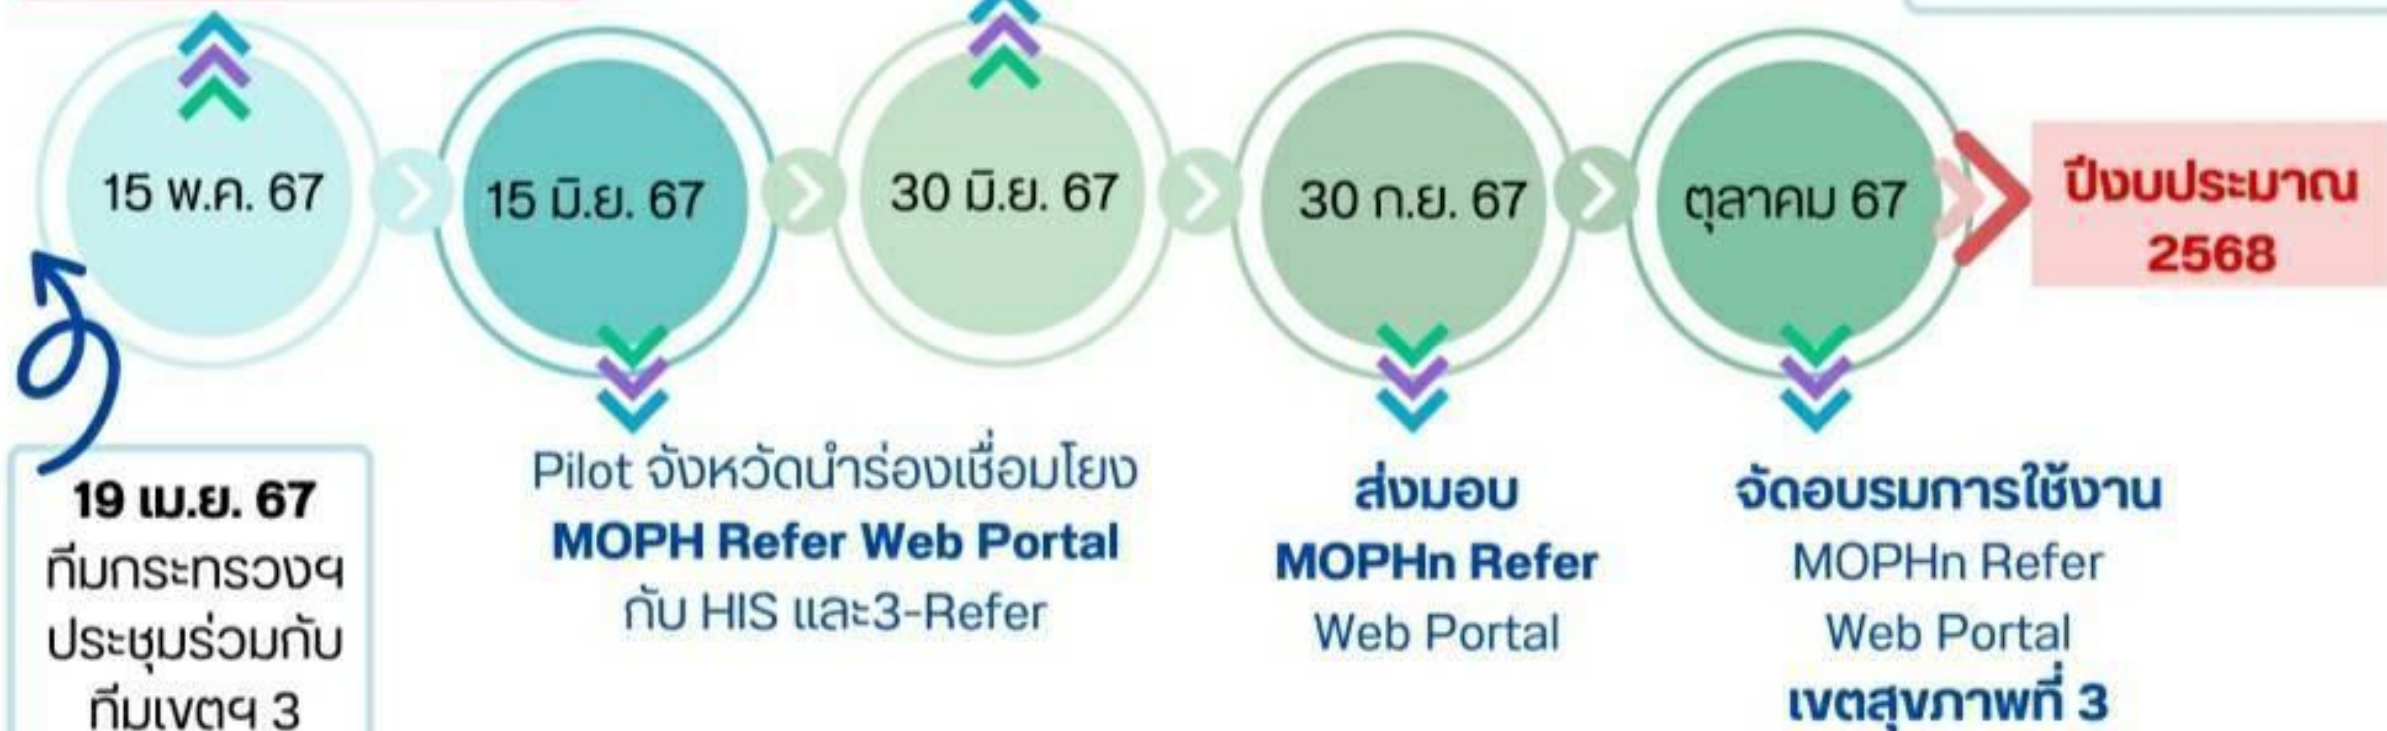 15 พ.ค. 67
15 มิ.ย. 67
30 มิ.ย. 67
30 ก.ย. 67
ตุลาคม 67
ปีงบประมาณ
2568
19 เม.ย. 67
ทีมกระทรวงฯ
ประชุมร่วมกับ
ทีมเขตฯ 3
Pilot จังหวัดนำร่องเชื่อมโยง
MOPH Refer Web Portal
กับ HIS และ3-Refer
ส่งมอบ
MOPHn Refer
Web Portal
จัดอบรมการใช้งาน
MOPHn Refer
Web Portal
เขตสุขภาพที่ 3